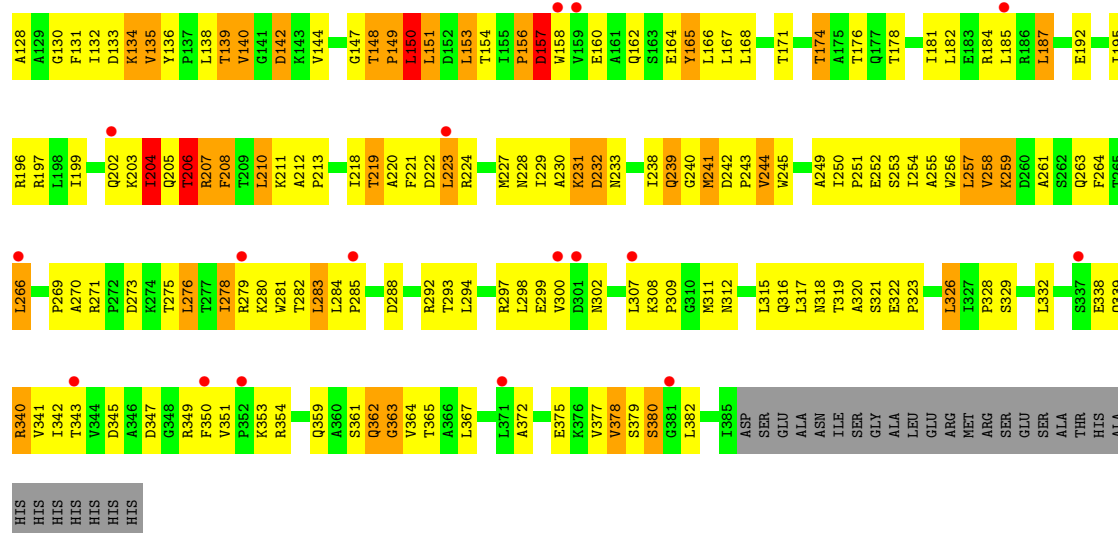 A128 A129 G130 F131 I132 D133 K134 V135 Y136 P137 L138 T139 V140 G141 D142 K143 V144 G147 T148 P149 L150 L151 D152 L153 T154 I155 P156 D157 W158 V159 E160 A161 Q162 S163 E164 Y165 L166 L167 L168 T171 T174 A175 T176 Q177 T178 I181 L182 E183 R184 L185 R186 L187 E192 I195
R196 R197 L198 I199 Q202 K203 I204 Q205 T206 R207 F208 T209 L210 K211 A212 P213 I218 T219 A220 F221 D222 L223 R224 M227 N228 I229 A230 K231 D232 N233 I238 Q239 G240 M241 D242 P243 V244 W245 A249 I250 P251 E252 S253 I254 A255 W256 L257 V258 K259 D260 A261 S262 Q263 F264 T265
L266 P269 A270 R271 P272 D273 K274 T275 L276 T277 I278 R279 K280 W281 T282 L283 L284 P285 D288 R292 T293 L294 R297 L298 E299 V300 D301 N302 L307 K308 P309 G310 M311 N312 L315 Q316 L317 N318 T319 A320 S321 E322 P323 L326 I327 P328 S329 L332 S337 E338 Q339
R340 V341 I342 T343 V344 D345 A346 D347 G348 R349 F350 V351 P352 K353 R354 Q359 A360 S361 Q362 G363 V364 T365 A366 L367 L371 A372 E375 K376 V377 V378 S379 S380 G381 L382 I385 ASP SER GLU ALA ASN ILE SER GLY ALA LEU GLU ARG MET ARG SER GLU SER ALA THR HIS ALA
HIS HIS HIS HIS HIS HIS